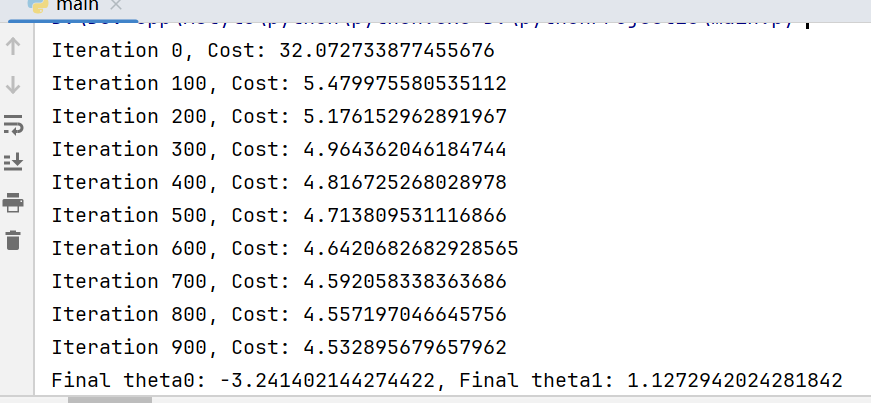 main
Iteration 0, Cost: 32.072733877455676
Iteration 100, Cost: 5.479975580535112
Iteration 200, Cost: 5.176152962891967
Iteration 300, Cost: 4.964362046184744
Iteration 400, Cost: 4.816725268028978
Iteration 500, Cost: 4.713809531116866
Iteration 600, Cost: 4.6420682682928565
Iteration 700, Cost: 4.592058338363686
Iteration 800, Cost: 4.557197046645756
Iteration 900, Cost: 4.532895679657962
Final theta0: -3.241402144274422, Final theta1: 1.1272942024281842